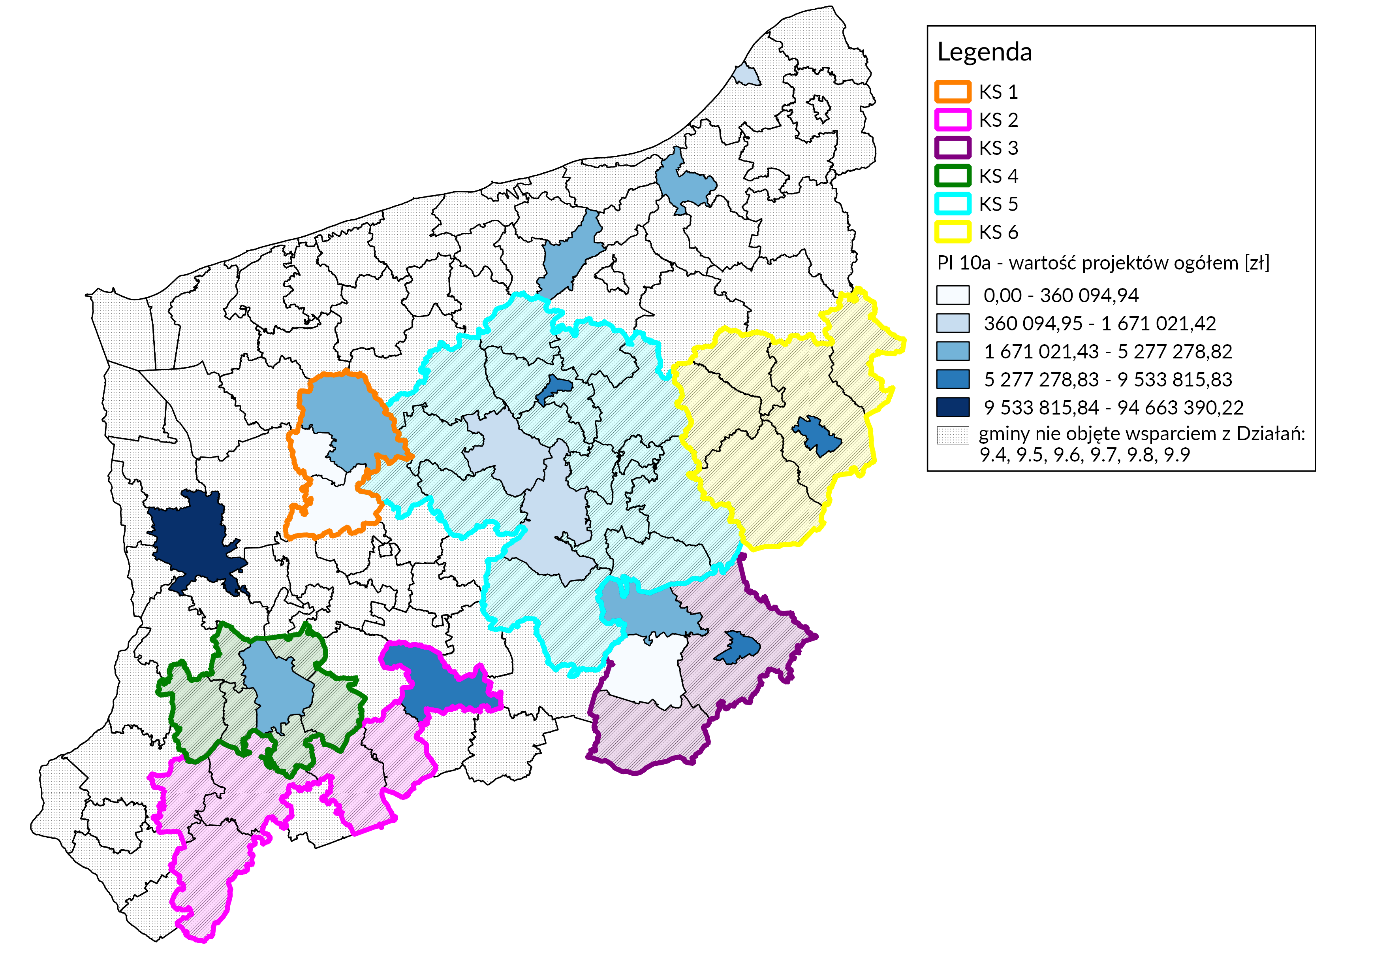 Legenda
KS 1
KS 2
KS 3
KS 4
KS 5
KS 6
PI 10a - wartość projektów ogółem [zł]
0,00 - 360 094,94
360 094,95 - 1 671 021,42
1 671 021,43 - 5 277 278,82
5 277 278,83 - 9 533 815,83
9 533 815,84 - 94 663 390,22
gminy nie objęte wsparciem z Działań:
9.4, 9.5, 9.6, 9.7, 9.8, 9.9